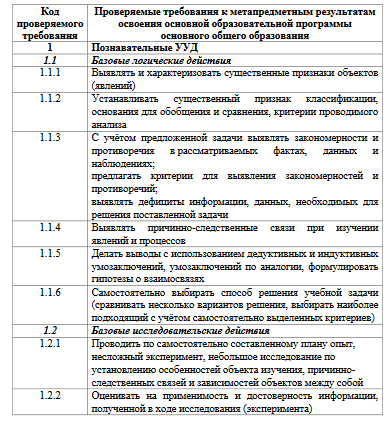 Код
проверяемого
требования
Проверяемые требования к метапредметным результатам
освоения основной образовательной программы
основного общего образования
1 Познавательные УУД
1.1 Базовые логические действия
1.1.1 Выявлять и характеризовать существенные признаки объектов
(явлений)
1.1.2 Устанавливать существенный признак классификации,
основания для обобщения и сравнения, критерии проводимого
анализа
1.1.3 С учётом предложенной задачи выявлять закономерности и
противоречия в рассматриваемых фактах, данных и
наблюдениях;
предлагать критерии для выявления закономерностей и
противоречий;
выявлять дефициты информации, данных, необходимых для
решения поставленной задачи
1.1.4 Выявлять причинно-следственные связи при изучении
явлений и процессов
1.1.5 Делать выводы с использованием дедуктивных и индуктивных
умозаключений, умозаключений по аналогии, формулировать
гипотезы о взаимосвязях
1.1.6 Самостоятельно выбирать способ решения учебной задачи
(сравнивать несколько вариантов решения, выбирать наиболее
подходящий с учётом самостоятельно выделенных критериев)
1.2 Базовые исследовательские действия
1.2.1 Проводить по самостоятельно составленному плану опыт,
несложный эксперимент, небольшое исследование по
установлению особенностей объекта изучения, причинно-
следственных связей и зависимостей объектов между собой
1.2.2 Оценивать на применимость и достоверность информации,
полученной в ходе исследования (эксперимента)